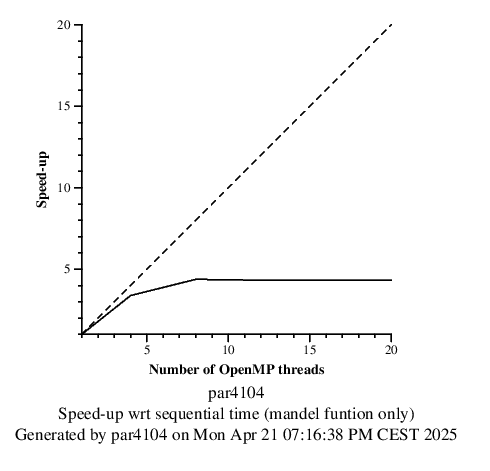 20
15
10
5
Speed-up
5
10
15
20
Number of OpenMP threads
par4104
Speed-up wrt sequential time (mandel funtion only)
Generated by par4104 on Mon Apr 21 07:16:38 PM CEST 2025